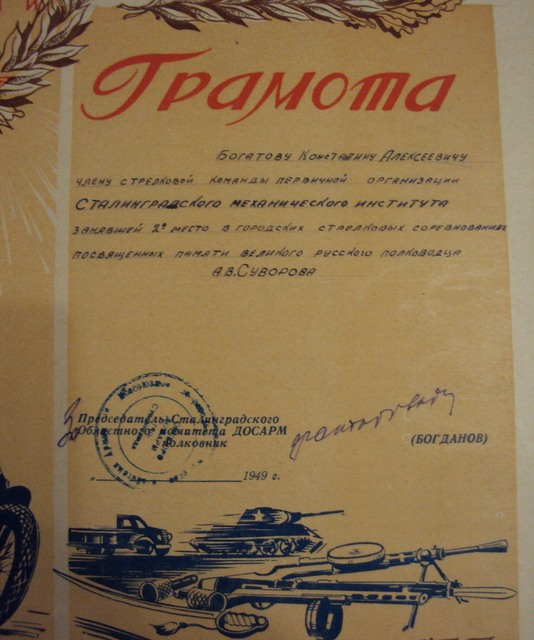 Грамота
Богатову Константину Алексеевичу
члену стрелковой команды первичной организации
Сталинградского механического института
занявшей 2е место в городских стрелковых соревнованиях
посвященных памяти великого русского полководца
А.В.Суворова
Председатель Сталинградского
Областного комитета ДОСАРМ
полковник
(БОГДАНОВ)
"
1949 г.